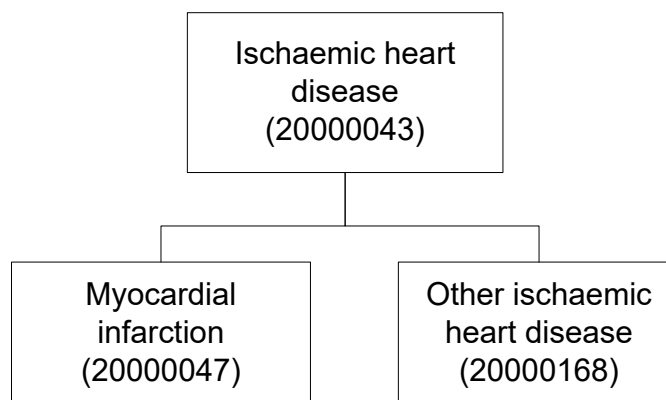 Ischaemic heart
disease
(20000043)
Myocardial
infarction
(20000047)
Other ischaemic
heart disease
(20000168)